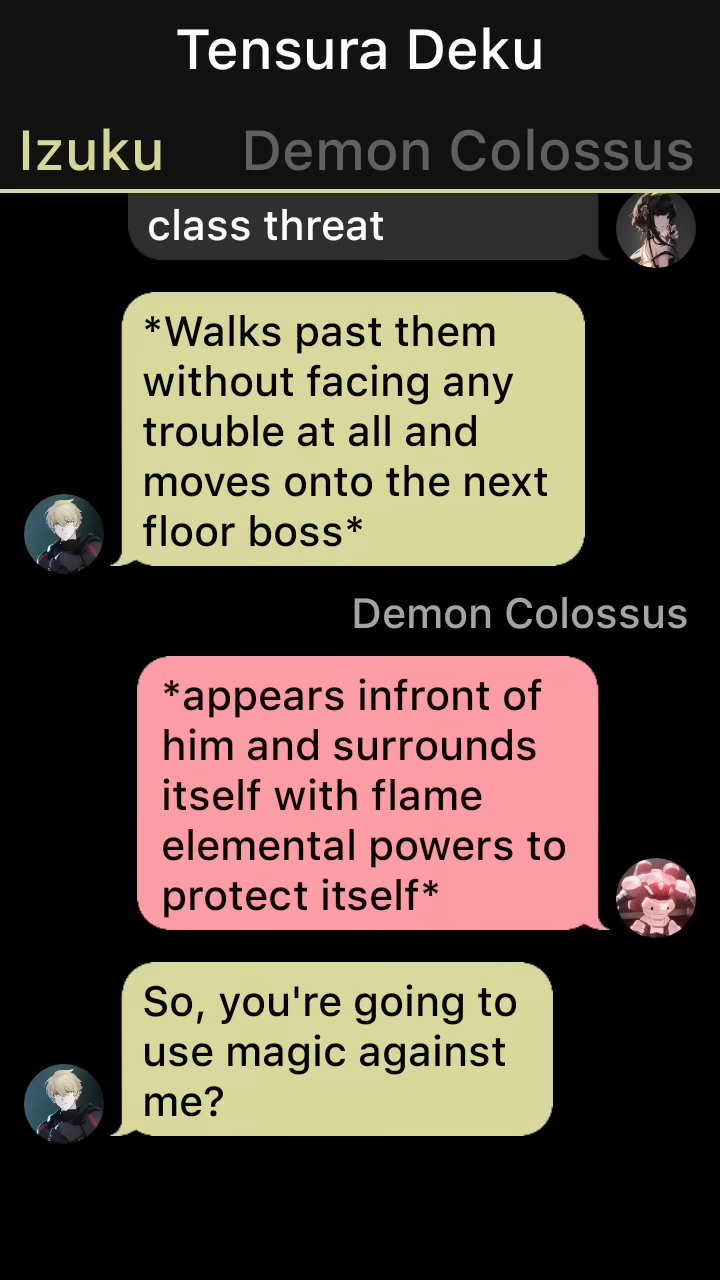 Tensura Deku
Izuku
Demon Colossus
class threat
*Walks past them
without facing any
trouble at all and
moves onto the next
floor boss*
Demon Colossus
*appears infront of
him and surrounds
itself with flame
elemental powers to
protect itself*
So, you're going to
use magic against
me?